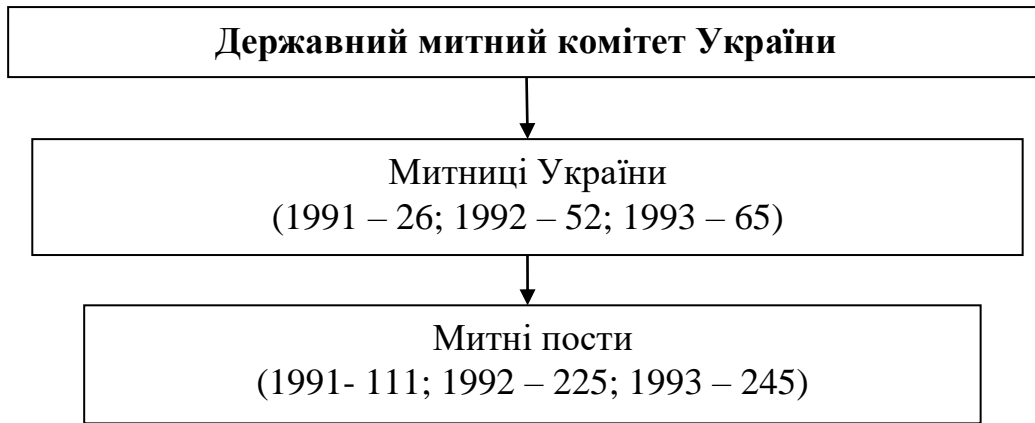 Державний митний комітет України
Митниці України
(1991 – 26; 1992 – 52; 1993 – 65)
Митні пости
(1991- 111; 1992 – 225; 1993 – 245)